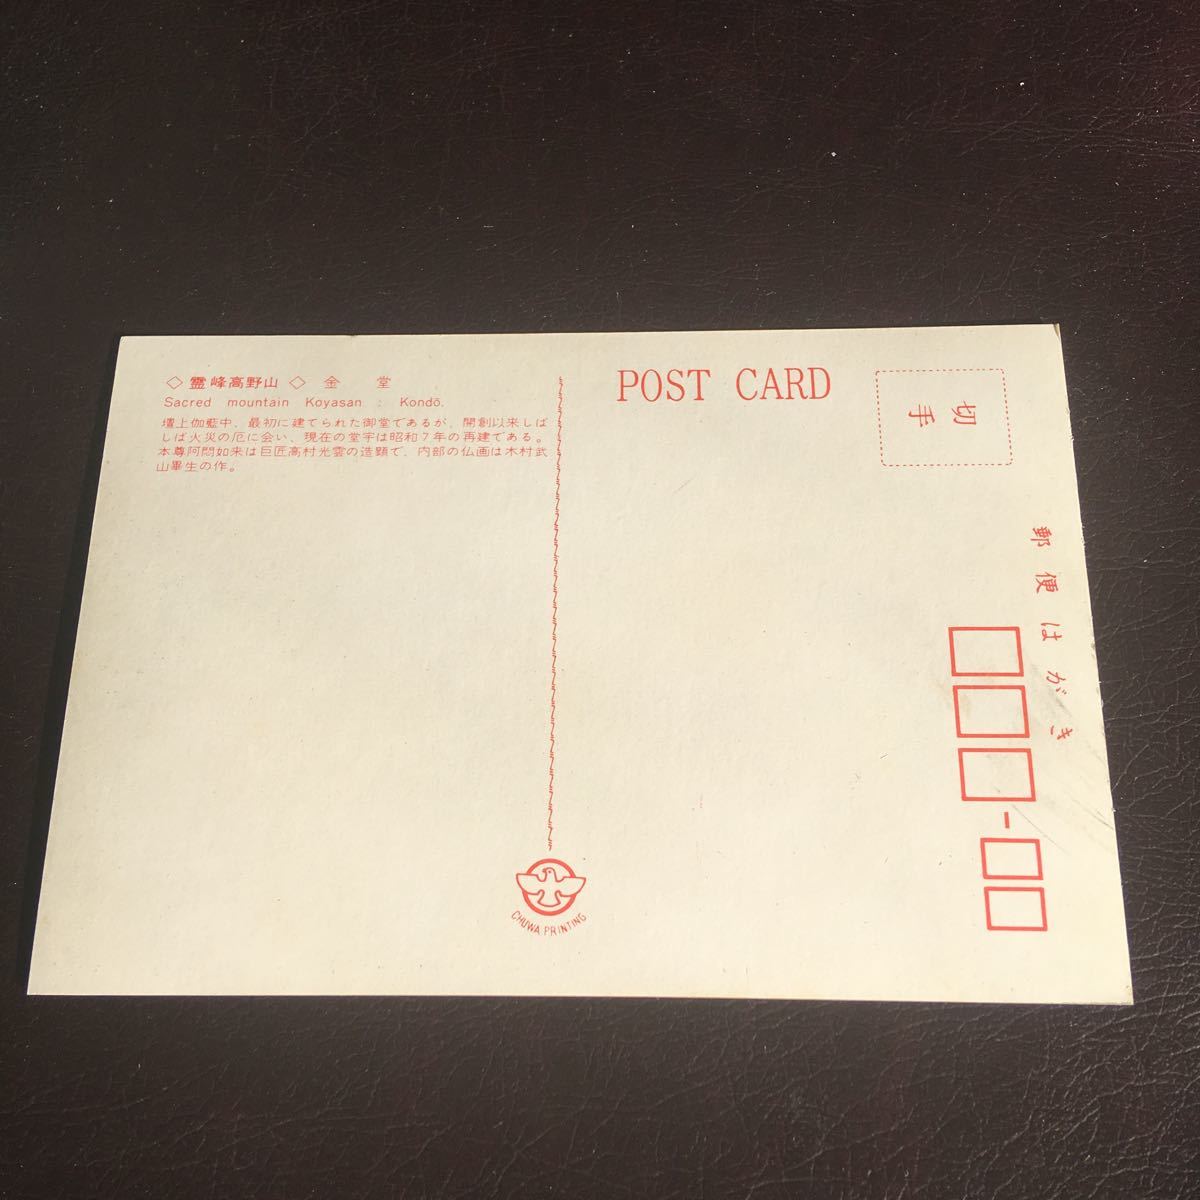 ◇ 霊峰高野山 ◇ 金 堂
Sacred mountain Koyasan : Kondō.
壇上伽藍中、最初に建てられた御堂であるが、開創以来しば
しば火災の厄に会い、現在の堂宇は昭和7年の再建である。
本尊阿閦如来は巨匠高村光雲の造顕で、内部の仏画は木村武
山畢生の作。
POST CARD
切手
郵便はがき
CHUWA PRINTING